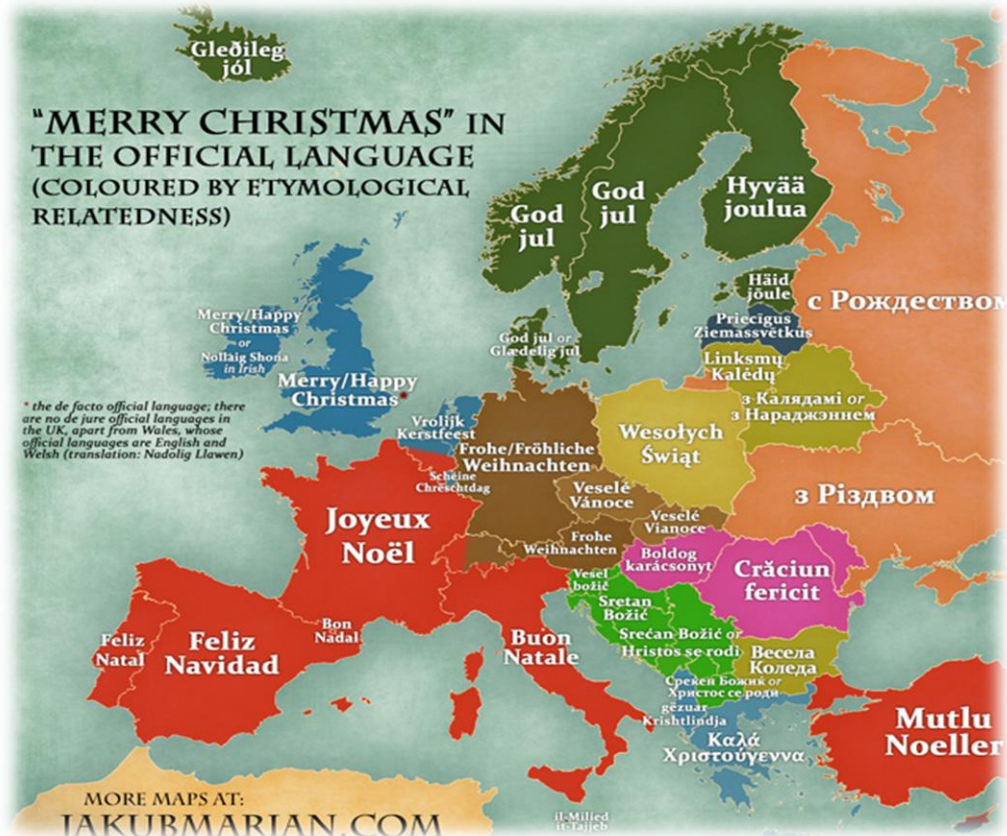 Gleðileg
jól
“MERRY CHRISTMAS” IN
THE OFFICIAL LANGUAGE
(COLOURED BY ETYMOLOGICAL
RELATEDNESS)
God
jul
God
jul
Hyvää
joulua
Häid
jõule
с Рождеством
Priecīgus
Ziemassvētkus
Merry/Happy
Christmas
or
Nollaig Shona
in Irish
God jul or
Glædelig jul
Linksmų
Kalėdų
Merry/Happy
Christmas*
з Калядамі or
з Нараджэннем
* the de facto official language; there
are no de jure official languages in
the UK, apart from Wales, whose
official languages are English and
Welsh (translation: Nadolig Llawen)
Vrolijk
Kerstfeest
Frohe/Fröhliche
Weihnachten
Wesołych
Świąt
Schéine
Chrëschtdag
Veselé
Vánoce
з Різдвом
Joyeux
Noël
Veselé
Vianoce
Frohe
Weihnachten
Boldog
karácsonyt
Crăciun
fericit
Vesel
božič
Sretan
Božić
Feliz
Natal
Feliz
Navidad
Bon
Nadal
Buon
Natale
Srećan Božić or
Hristos se rodi
Весела
Коледа
Среќен Божиќ or
Христос се роди
gëzuar
Krishtlindja
Καλά
Χριστούγεννα
Mutlu
Noeller
MORE MAPS AT:
JAKUBMARIAN.COM
il-Milied
it-Tajjeb